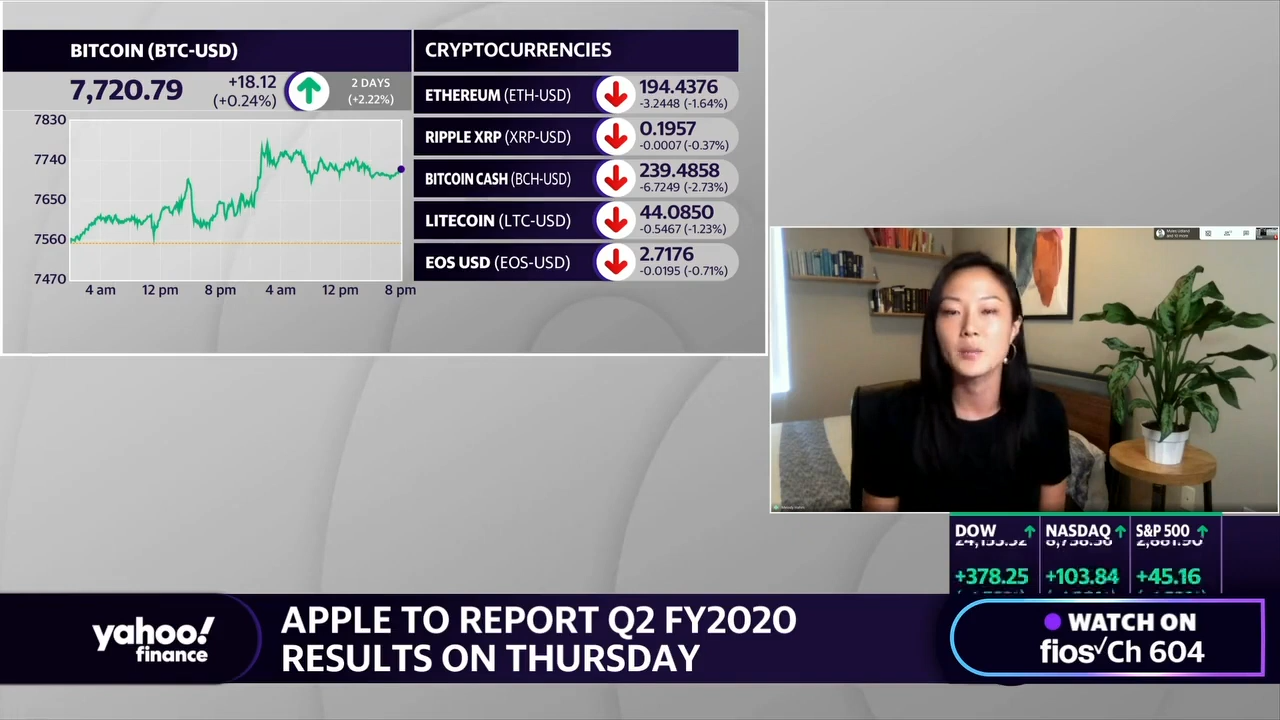 BITCOIN (BTC-USD)
7,720.79
+18.12
(+0.24%)
2 DAYS
(+2.22%)
7830
7740
7650
7560
7470
4 am 12 pm 8 pm 4 am 12 pm 8 pm
CRYPTOCURRENCIES
ETHEREUM (ETH-USD)
194.4376
-3.2448 (-1.64%)
RIPPLE XRP (XRP-USD)
0.1957
-0.0007 (-0.37%)
BITCOIN CASH (BCH-USD)
239.4858
-6.7249 (-2.73%)
LITECOIN (LTC-USD)
44.0850
-0.5467 (-1.23%)
EOS USD (EOS-USD)
2.7176
-0.0195 (-0.71%)
DOW NASDAQ S&P 500
+378.25 +103.84 +45.16
yahoo!
finance
APPLE TO REPORT Q2 FY2020
RESULTS ON THURSDAY
WATCH ON
fios Ch 604